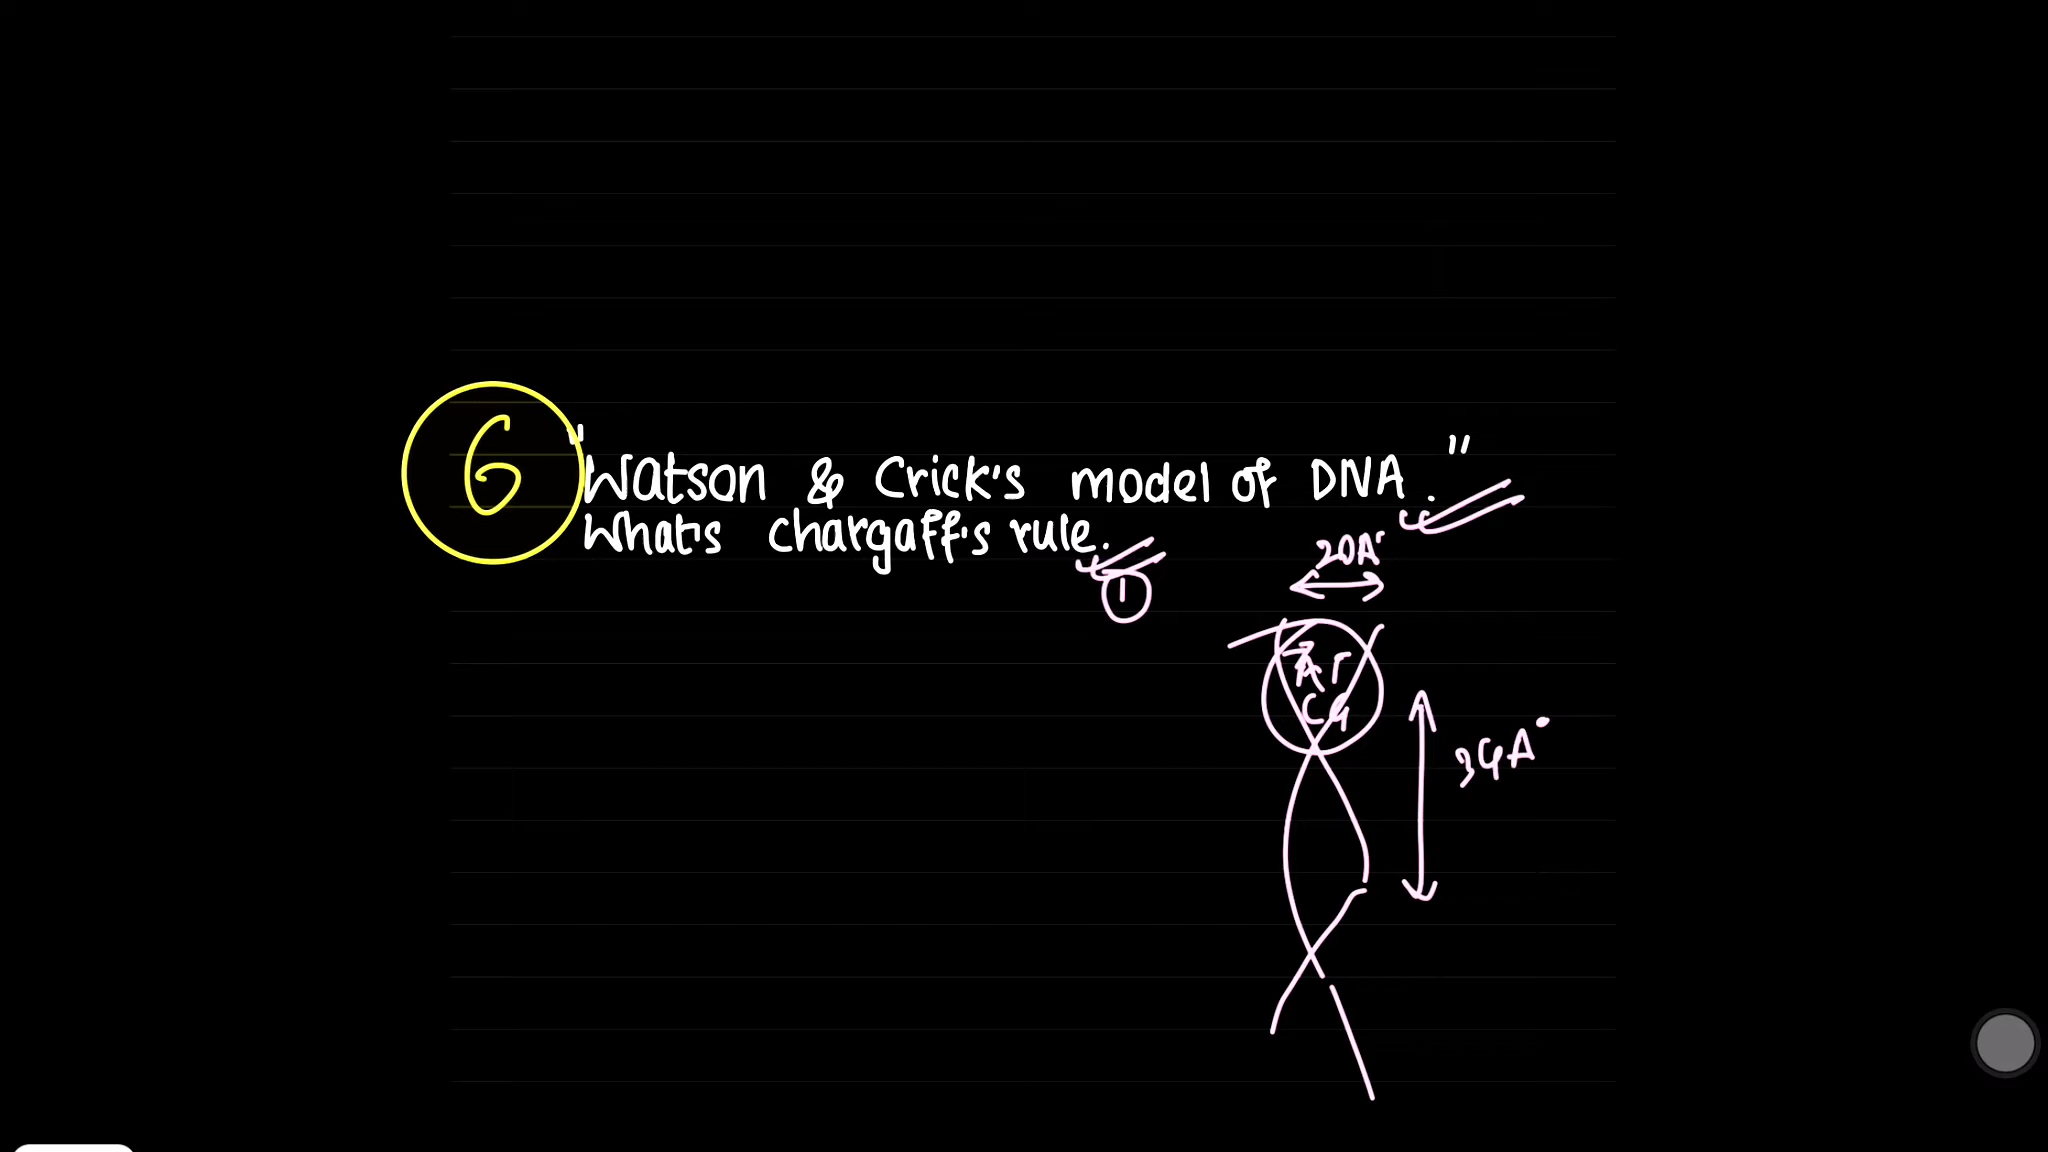 6
"Watson & Crick's model of DNA."
What's chargaff's rule.
1
20A°
A T
C G
34A°